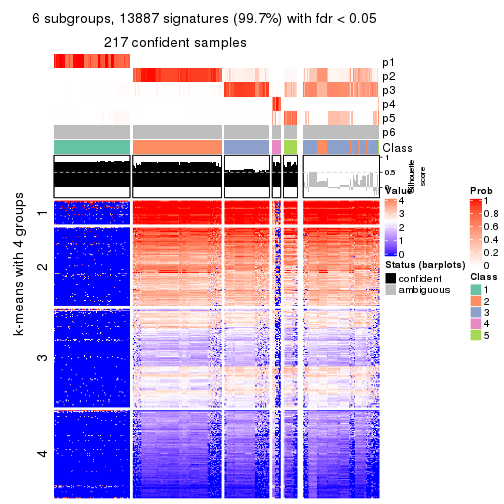 6 subgroups, 13887 signatures (99.7%) with fdr < 0.05
217 confident samples
p1
p2
p3
p4
p5
p6
Class
1
0.5
0
Silhouette
score
k-means with 4 groups
1
2
3
4
Value
4
3
2
1
0
Status (barplots)
confident
ambiguous
Prob
1
0.8
0.6
0.4
0.2
0
Class
1
2
3
4
5